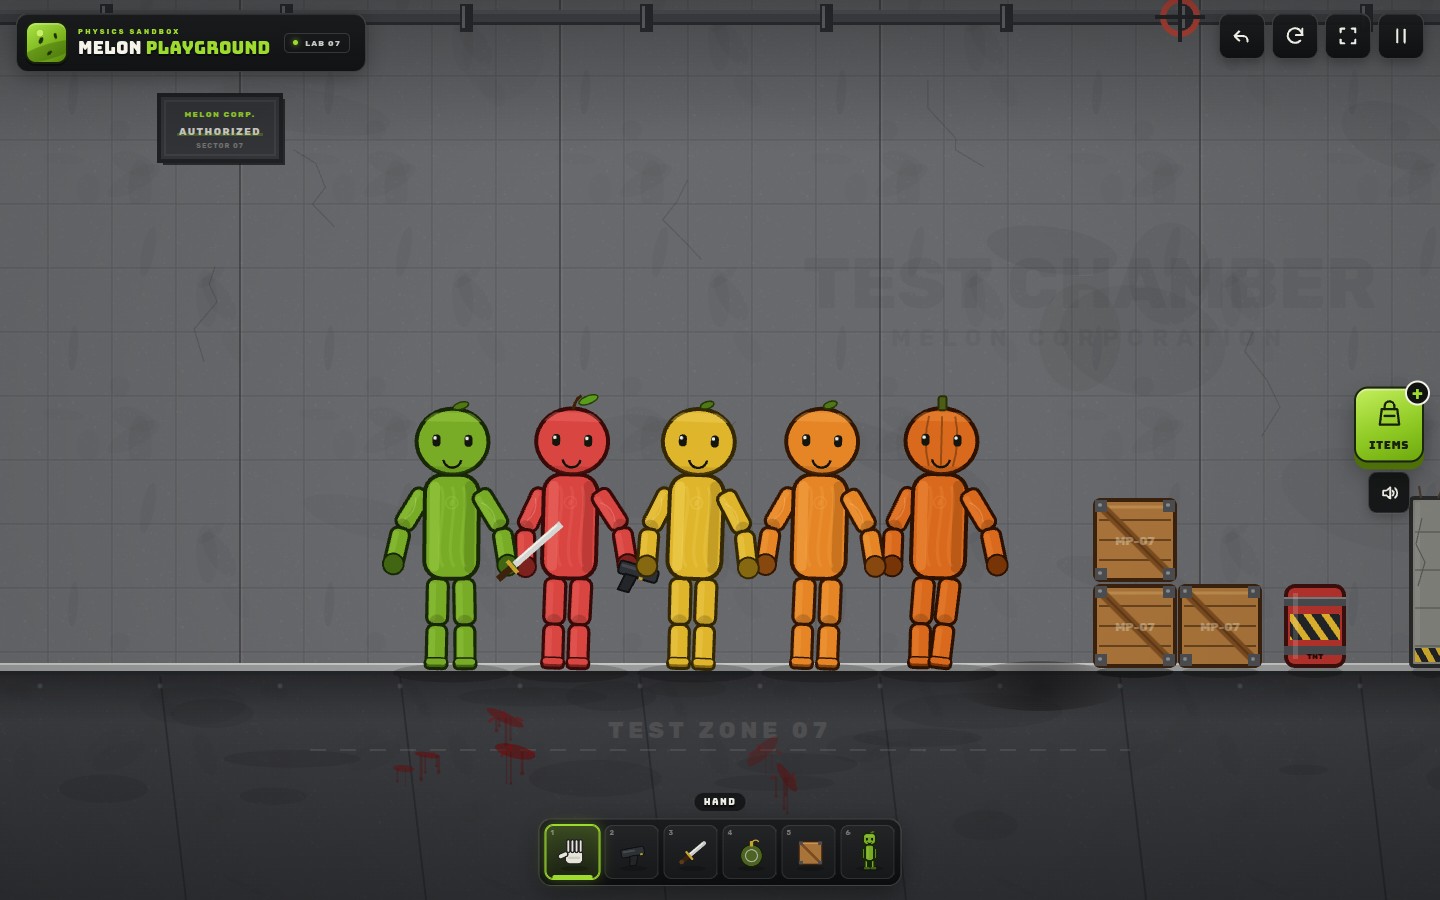 PHYSICS SANDBOX
MELON PLAYGROUND
LAB 07
MELON CORP.
AUTHORIZED
SECTOR 07
TEST CHAMBER
MELON CORPORATION
ITEMS
MP-07
MP-07
MP-07
TNT
TEST ZONE 07
HAND
1
2
3
4
5
6